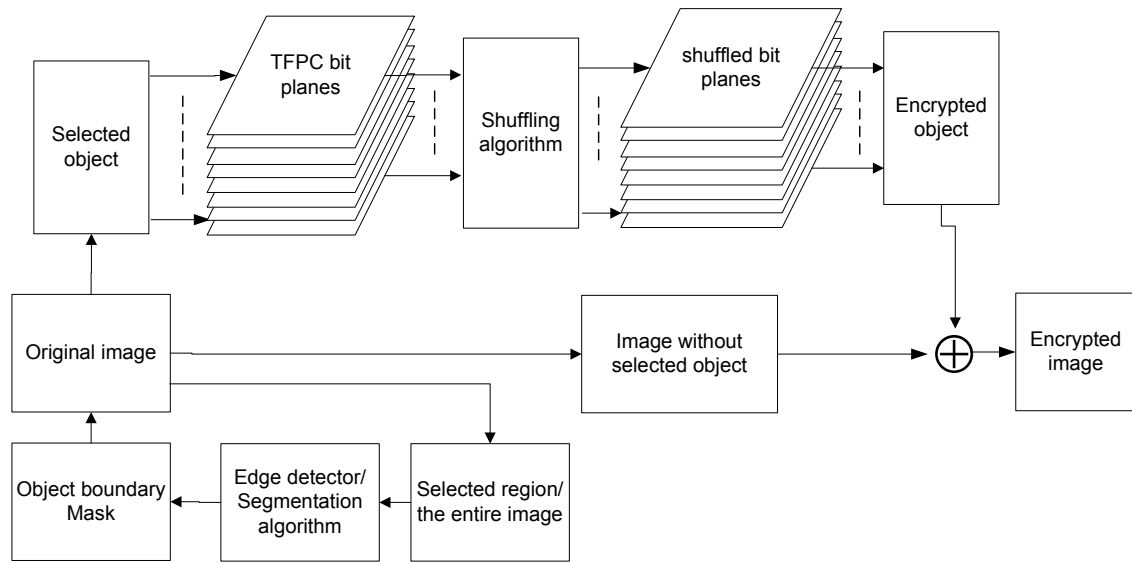 Selected
object
TFPC bit
planes
Shuffling
algorithm
shuffled bit
planes
Encrypted
object
Original image
Image without
selected object
Encrypted
image
Object boundary
Mask
Edge detector/
Segmentation
algorithm
Selected region/
the entire image